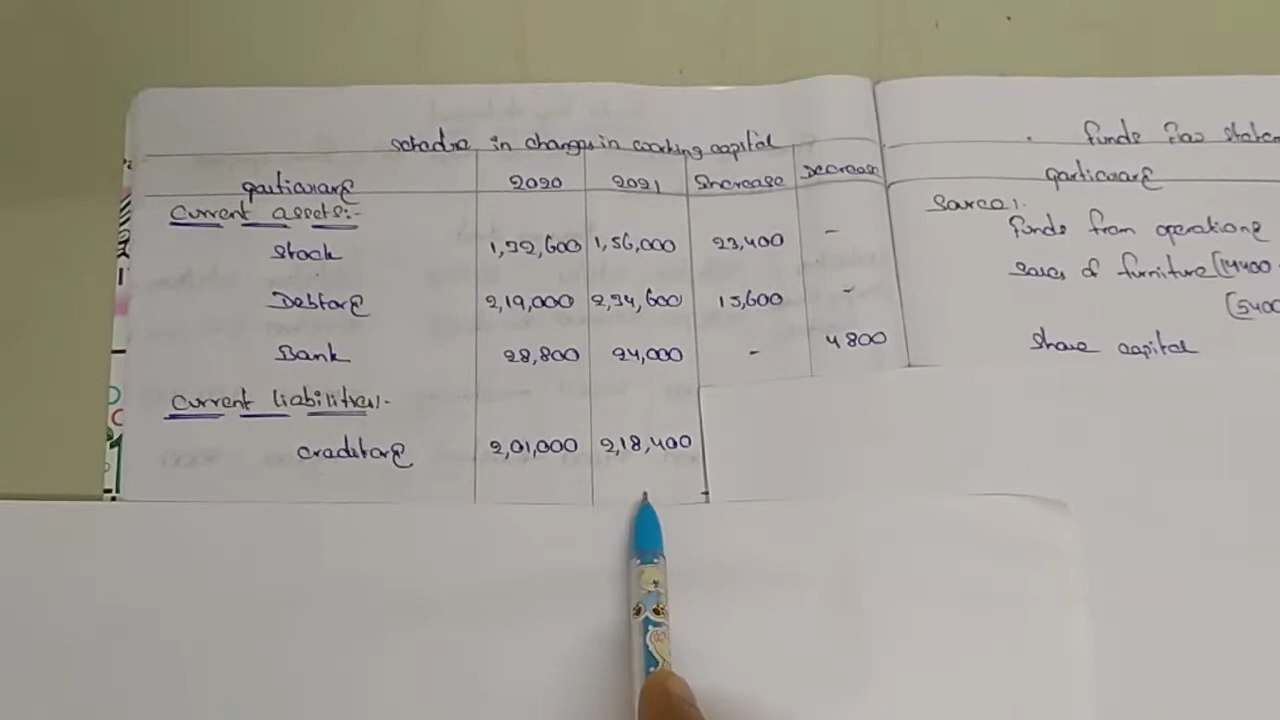 schedule in changes in working capital
particulars 2020 2021 Increase Decrease
Current assets:-
Stock 1,32,600 1,56,000 23,400 -
Debtors 2,19,000 2,34,600 15,600 -
Bank 28,800 24,000 - 4800
Current liabilities:-
creditors 2,01,000 2,18,400
funds flow
particulars
Sources:
funds from operations
sales of furniture (14400
(5400
Share capital